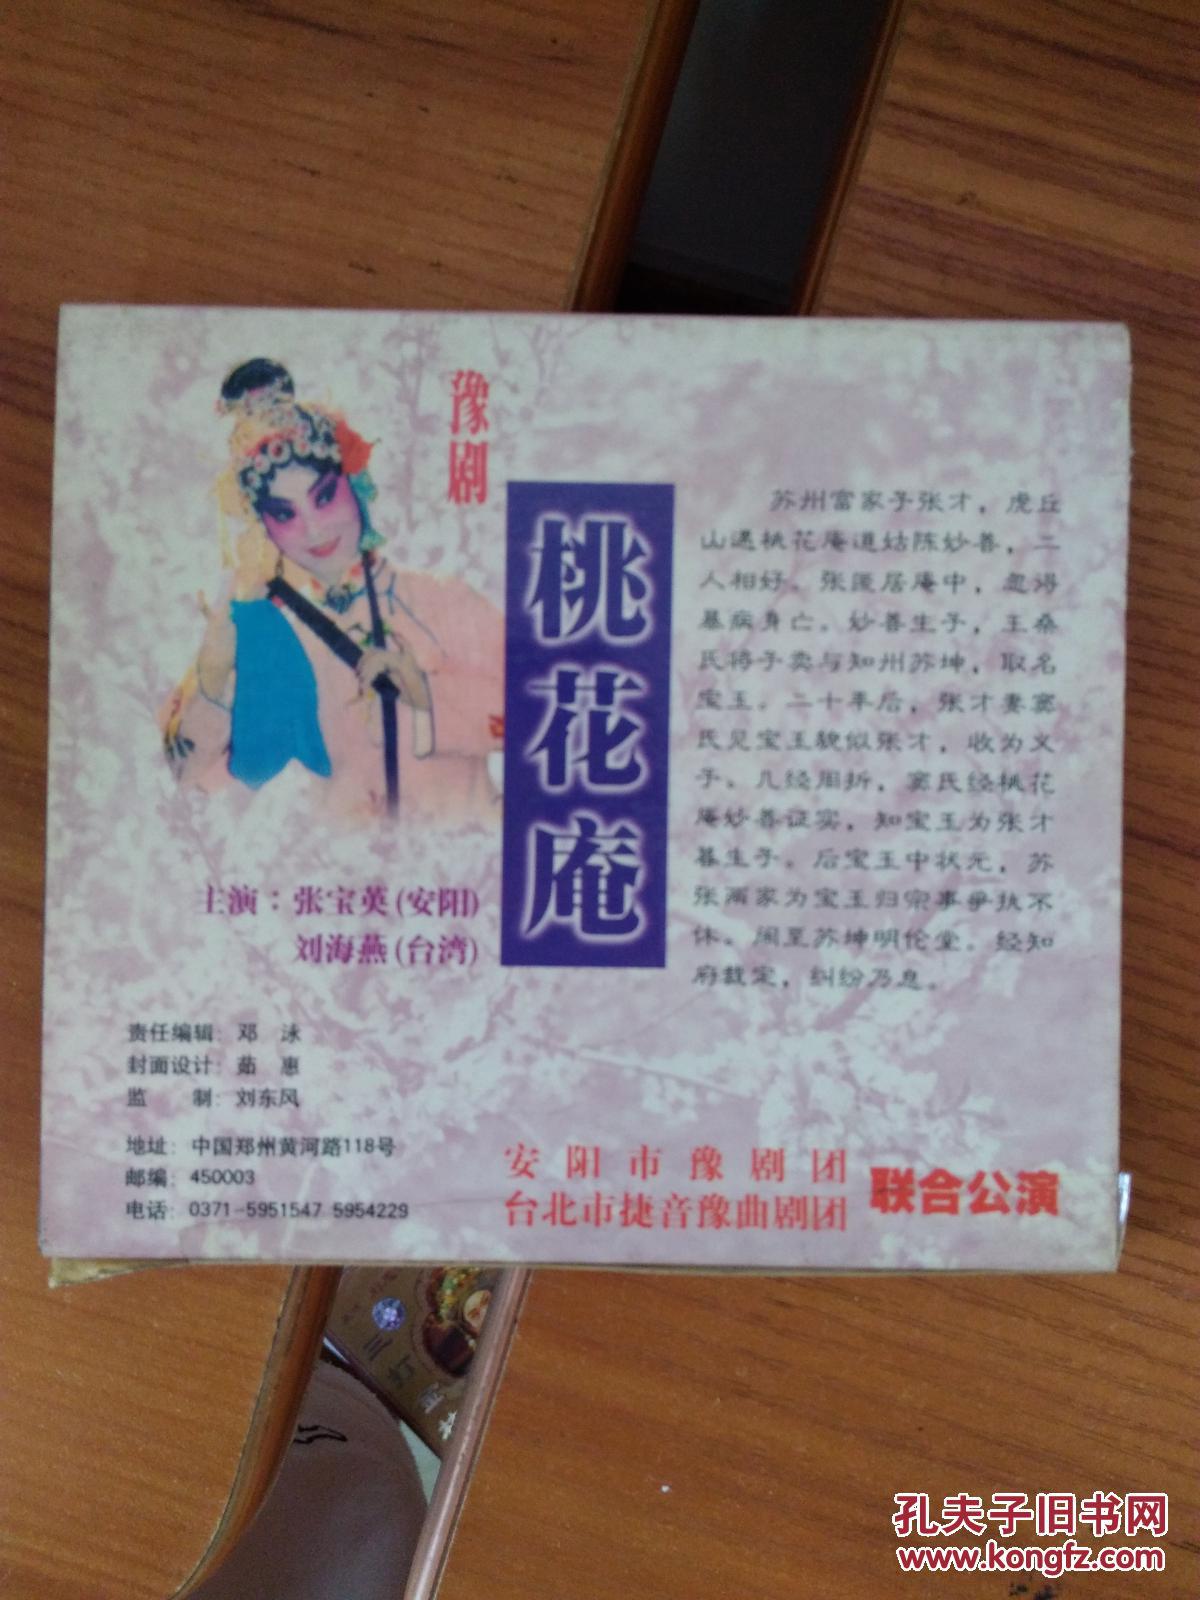 豫剧
桃花庵
苏州富家子张才，虎丘
山遇桃花庵道姑陈妙善，二
人相好。张匿居庵中，忽得
暴病身亡。妙善生子，王桑
氏将子卖与知州苏坤，取名
宝玉。二十年后，张才妻窦
氏见宝玉貌似张才，收为义
子。几经周折，窦氏经桃花
庵妙善证实，知宝玉为张才
善生子。后宝玉中状元，苏
张两家为宝玉归宗事争执不
休。闹至苏坤明伦堂。经知
府裁定，纠纷乃息。
主演：张宝英(安阳)
刘海燕(台湾)
责任编辑：邓 泳
封面设计：茹 惠
监 制：刘东风
地址：中国郑州黄河路118号
邮编：450003
电话：0371-5951547 5954229
安阳市豫剧团
台北市捷音豫曲剧团
联合公演
孔夫子旧书网
www.kongfz.com